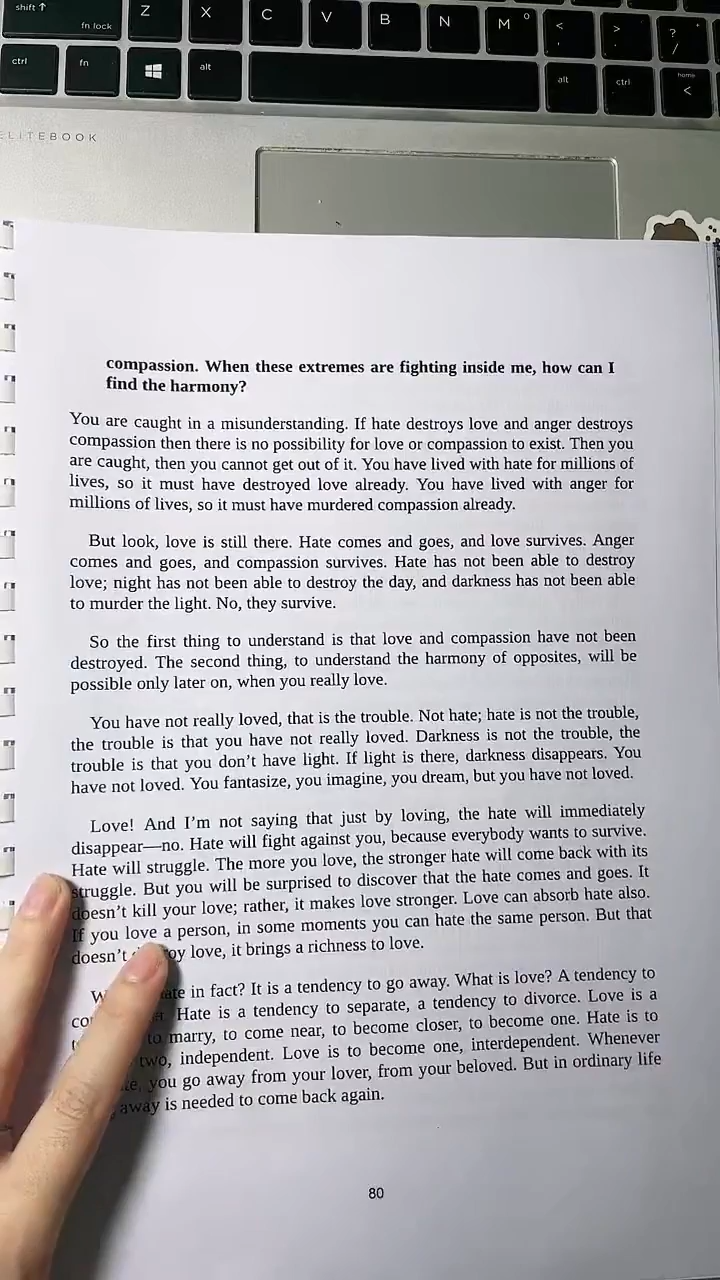 shift ↑
fn lock
Z X C V B N M < > ? /
ctrl fn alt alt ctrl home <
ELITEBOOK
compassion. When these extremes are fighting inside me, how can I
find the harmony?
You are caught in a misunderstanding. If hate destroys love and anger destroys
compassion then there is no possibility for love or compassion to exist. Then you
are caught, then you cannot get out of it. You have lived with hate for millions of
lives, so it must have destroyed love already. You have lived with anger for
millions of lives, so it must have murdered compassion already.
But look, love is still there. Hate comes and goes, and love survives. Anger
comes and goes, and compassion survives. Hate has not been able to destroy
love; night has not been able to destroy the day, and darkness has not been able
to murder the light. No, they survive.
So the first thing to understand is that love and compassion have not been
destroyed. The second thing, to understand the harmony of opposites, will be
possible only later on, when you really love.
You have not really loved, that is the trouble. Not hate; hate is not the trouble,
the trouble is that you have not really loved. Darkness is not the trouble, the
trouble is that you don't have light. If light is there, darkness disappears. You
have not loved. You fantasize, you imagine, you dream, but you have not loved.
Love! And I'm not saying that just by loving, the hate will immediately
disappear—no. Hate will fight against you, because everybody wants to survive.
Hate will struggle. The more you love, the stronger hate will come back with its
struggle. But you will be surprised to discover that the hate comes and goes. It
doesn't kill your love; rather, it makes love stronger. Love can absorb hate also.
If you love a person, in some moments you can hate the same person. But that
doesn't love, it brings a richness to love.
in fact? It is a tendency to go away. What is love? A tendency to
Hate is a tendency to separate, a tendency to divorce. Love is a
to marry, to come near, to become closer, to become one. Hate is to
two, independent. Love is to become one, interdependent. Whenever
you go away from your lover, from your beloved. But in ordinary life
away is needed to come back again.
80